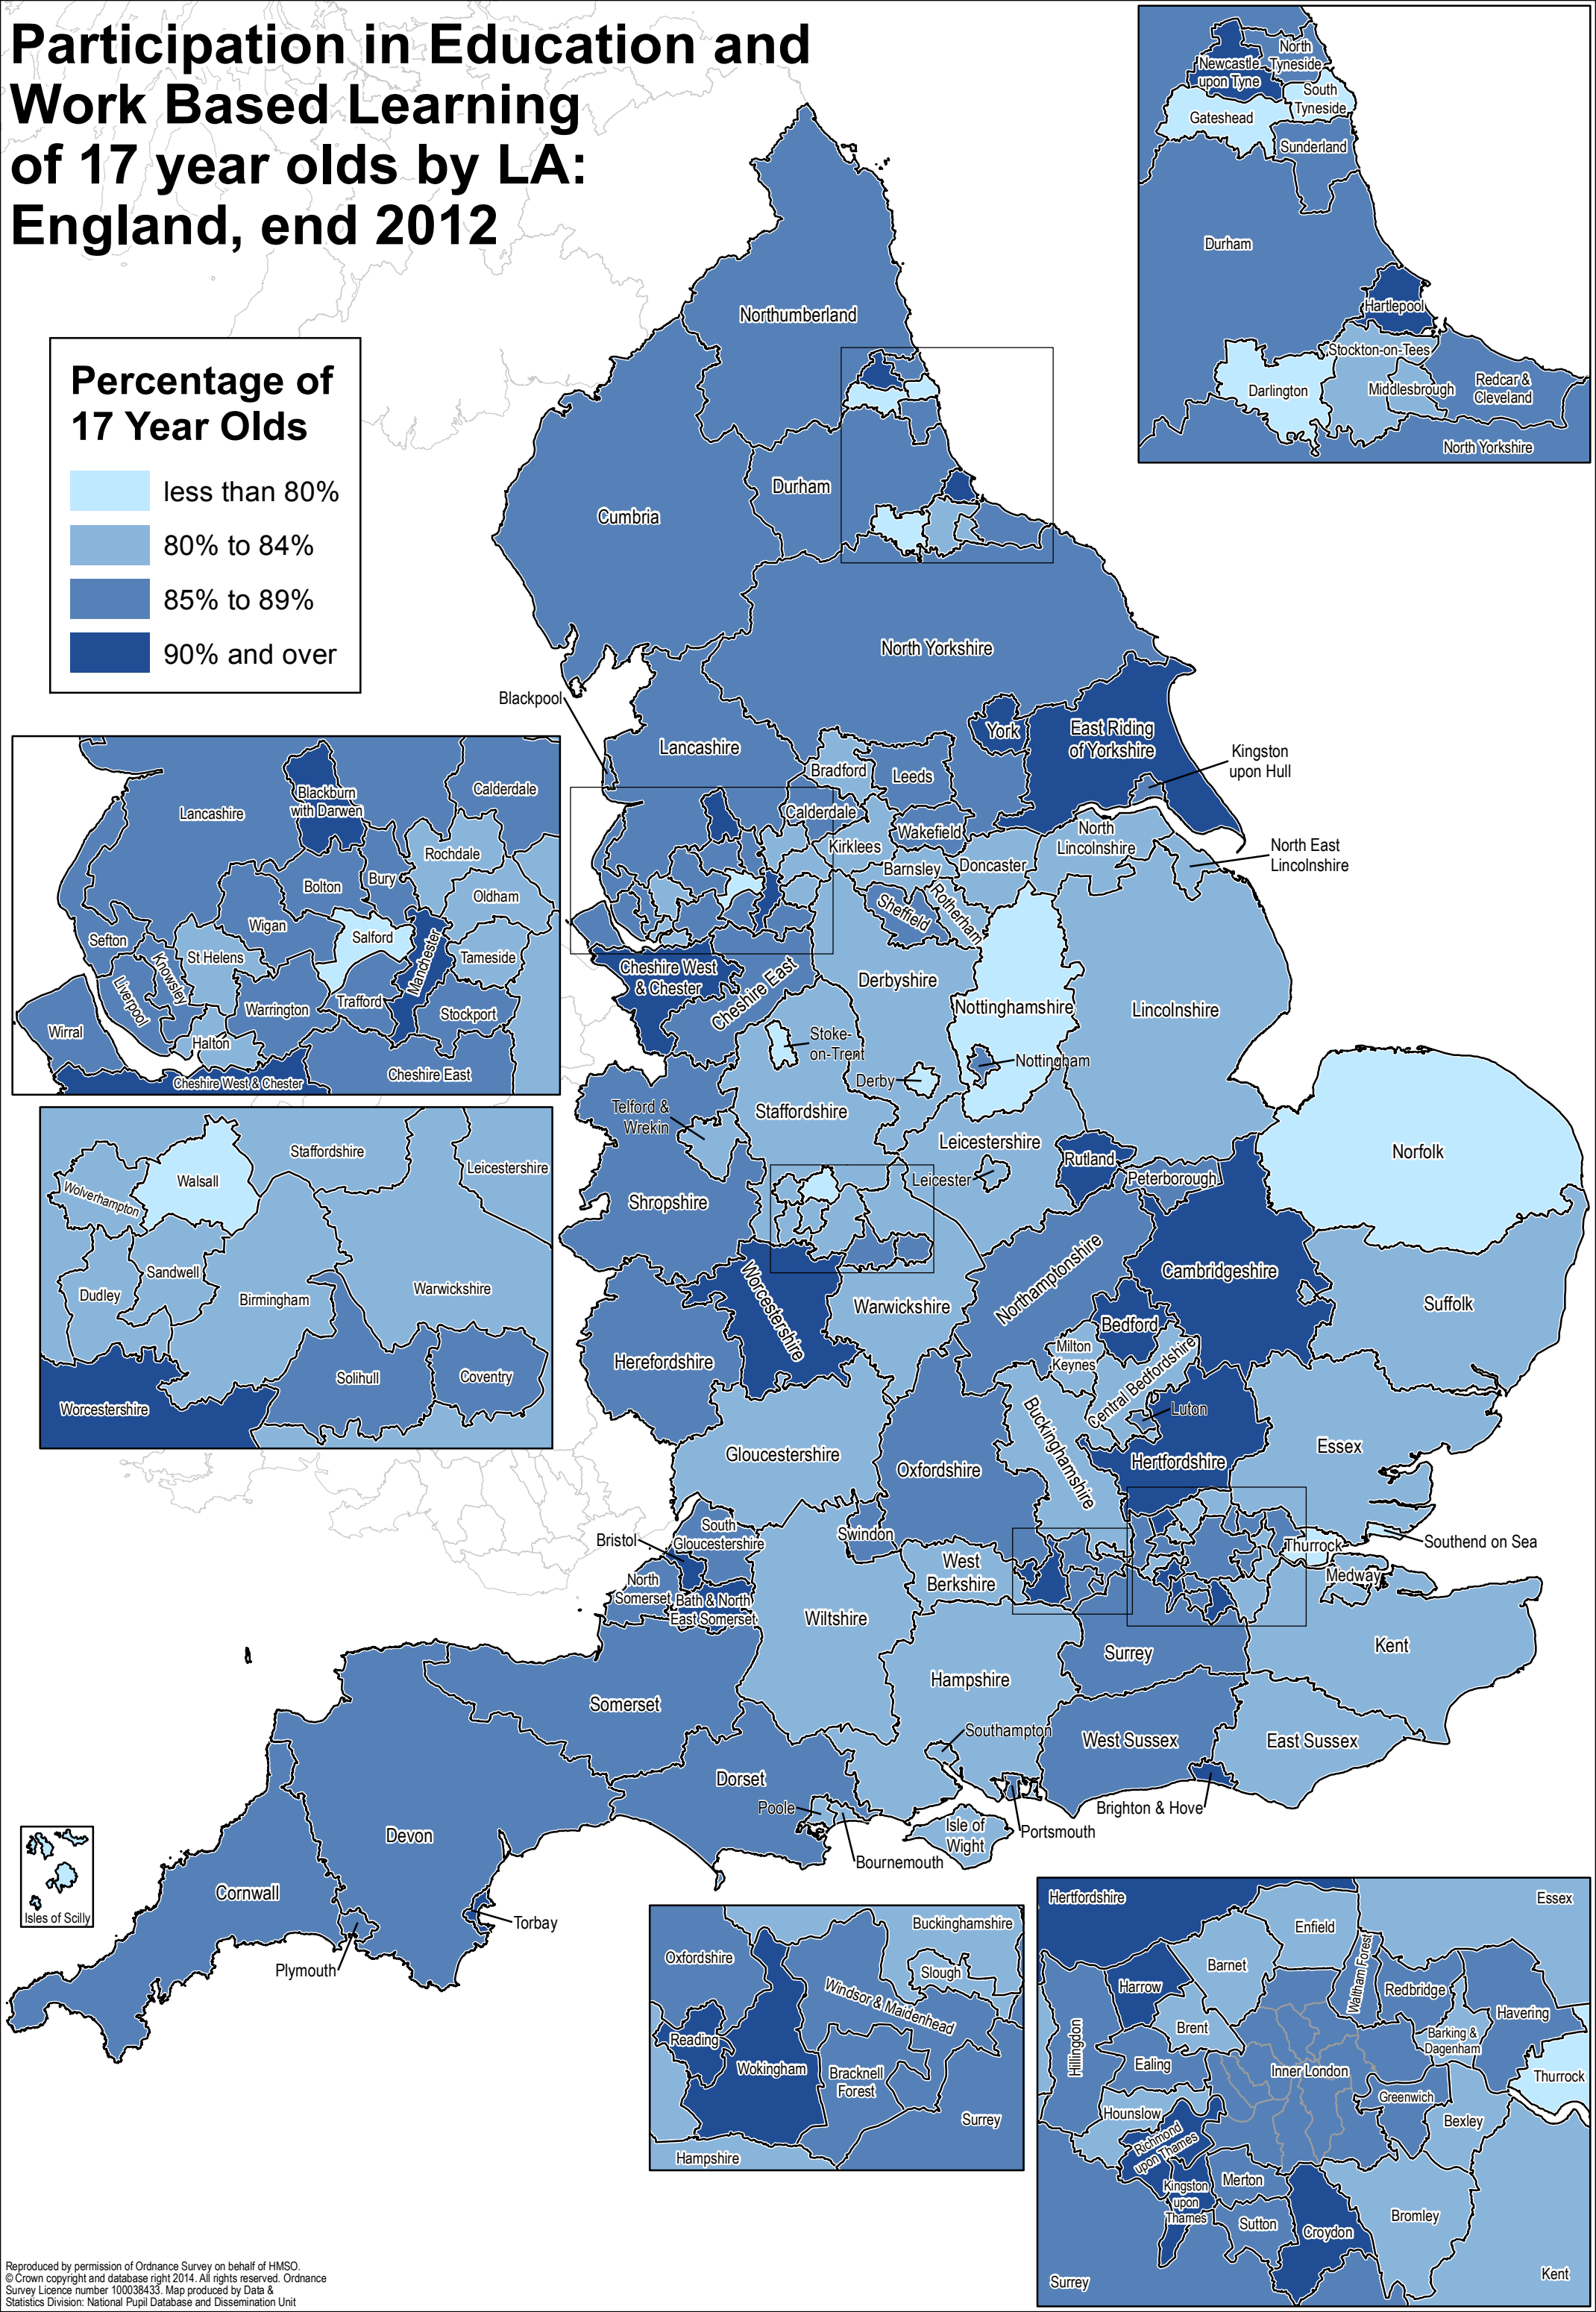 Participation in Education and
Work Based Learning
of 17 year olds by LA:
England, end 2012
Percentage of
17 Year Olds
less than 80%
80% to 84%
85% to 89%
90% and over
Newcastle
upon Tyne
North
Tyneside
South
Tyneside
Gateshead
Sunderland
Durham
Hartlepool
Stockton-on-Tees
Darlington
Middlesbrough
Redcar &
Cleveland
North Yorkshire
Northumberland
Cumbria
Durham
North Yorkshire
Blackpool
Lancashire
York
East Riding
of Yorkshire
Kingston
upon Hull
Bradford
Leeds
Calderdale
Wakefield
Kirklees
North
Lincolnshire
North East
Lincolnshire
Barnsley
Doncaster
Sheffield
Rotherham
Cheshire West
& Chester
Cheshire East
Derbyshire
Nottinghamshire
Lincolnshire
Stoke-
on-Trent
Nottingham
Derby
Telford &
Wrekin
Staffordshire
Leicestershire
Rutland
Norfolk
Leicester
Peterborough
Shropshire
Worcestershire
Warwickshire
Northamptonshire
Cambridgeshire
Suffolk
Herefordshire
Bedford
Milton
Keynes
Central Bedfordshire
Luton
Buckinghamshire
Gloucestershire
Oxfordshire
Hertfordshire
Essex
Bristol
South
Gloucestershire
Swindon
Thurrock
Southend on Sea
North
Somerset
Bath & North
East Somerset
West
Berkshire
Medway
Wiltshire
Kent
Surrey
Hampshire
Somerset
Southampton
West Sussex
East Sussex
Dorset
Poole
Brighton & Hove
Isle of
Wight
Portsmouth
Bournemouth
Devon
Cornwall
Isles of Scilly
Torbay
Plymouth
Lancashire
Blackburn
with Darwen
Calderdale
Rochdale
Bolton
Bury
Oldham
Wigan
Sefton
Salford
St Helens
Knowsley
Liverpool
Manchester
Tameside
Trafford
Warrington
Stockport
Wirral
Halton
Cheshire West & Chester
Cheshire East
Staffordshire
Leicestershire
Walsall
Wolverhampton
Sandwell
Dudley
Birmingham
Warwickshire
Solihull
Coventry
Worcestershire
Buckinghamshire
Oxfordshire
Slough
Windsor & Maidenhead
Reading
Wokingham
Bracknell
Forest
Surrey
Hampshire
Hertfordshire
Essex
Enfield
Barnet
Waltham Forest
Harrow
Redbridge
Havering
Brent
Hillingdon
Barking &
Dagenham
Ealing
Inner London
Thurrock
Greenwich
Hounslow
Bexley
Richmond
upon Thames
Kingston
upon
Thames
Merton
Sutton
Croydon
Bromley
Surrey
Kent
Reproduced by permission of Ordnance Survey on behalf of HMSO.
© Crown copyright and database right 2014. All rights reserved. Ordnance
Survey Licence number 100038433. Map produced by Data &
Statistics Division: National Pupil Database and Dissemination Unit